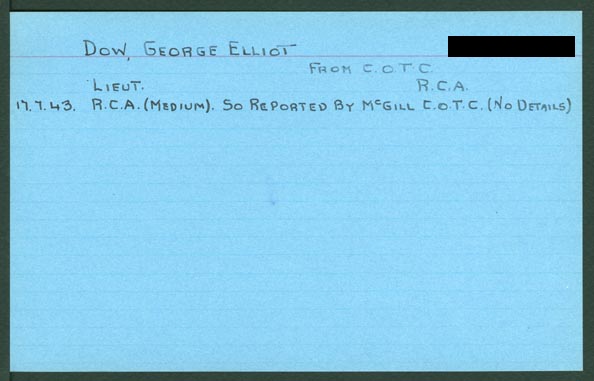 DOW, GEORGE ELLIOT
FROM C.O.T.C.
LIEUT. R.C.A.
17.7.43. R.C.A. (MEDIUM). SO REPORTED BY McGILL C.O.T.C. (NO DETAILS)